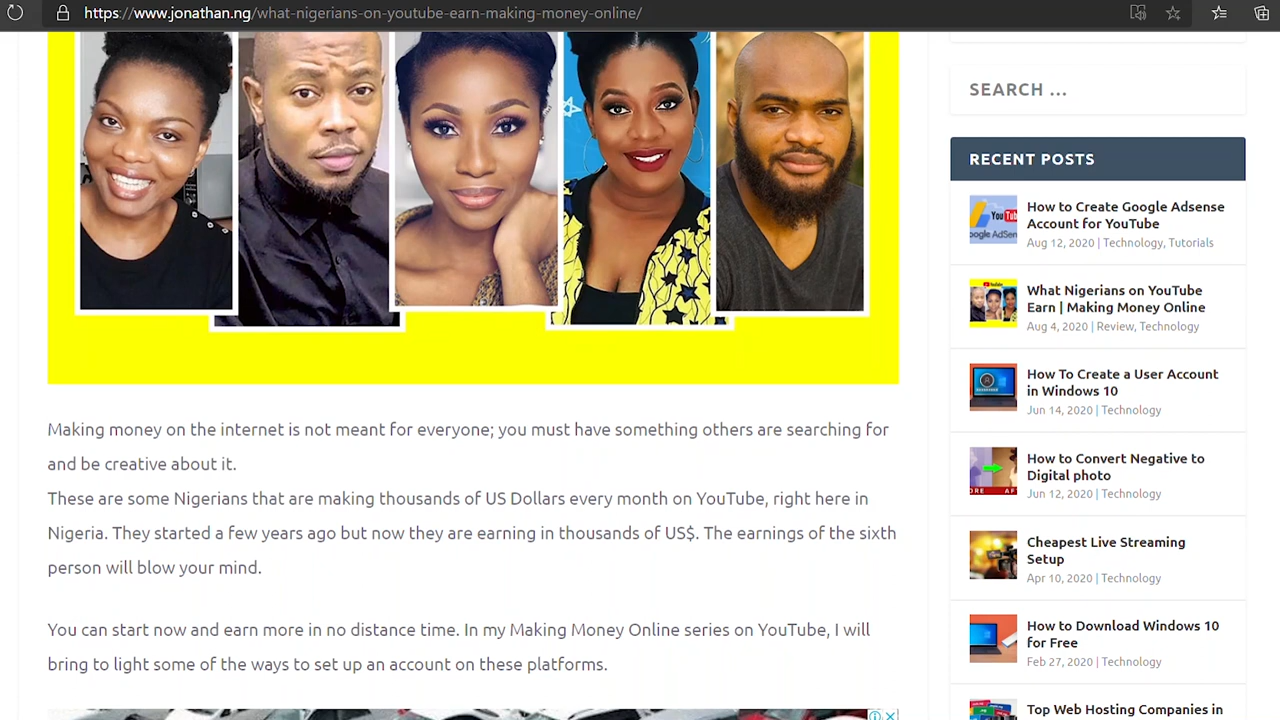 https://www.jonathan.ng/what-nigerians-on-youtube-earn-making-money-online/
Making money on the internet is not meant for everyone; you must have something others are searching for
and be creative about it.
These are some Nigerians that are making thousands of US Dollars every month on YouTube, right here in
Nigeria. They started a few years ago but now they are earning in thousands of US$. The earnings of the sixth
person will blow your mind.
You can start now and earn more in no distance time. In my Making Money Online series on YouTube, I will
bring to light some of the ways to set up an account on these platforms.
SEARCH ...
RECENT POSTS
How to Create Google Adsense
Account for YouTube
Aug 12, 2020 | Technology, Tutorials
What Nigerians on YouTube
Earn | Making Money Online
Aug 4, 2020 | Review, Technology
How To Create a User Account
in Windows 10
Jun 14, 2020 | Technology
How to Convert Negative to
Digital photo
Jun 12, 2020 | Technology
Cheapest Live Streaming
Setup
Apr 10, 2020 | Technology
How to Download Windows 10
for Free
Feb 27, 2020 | Technology
Top Web Hosting Companies in